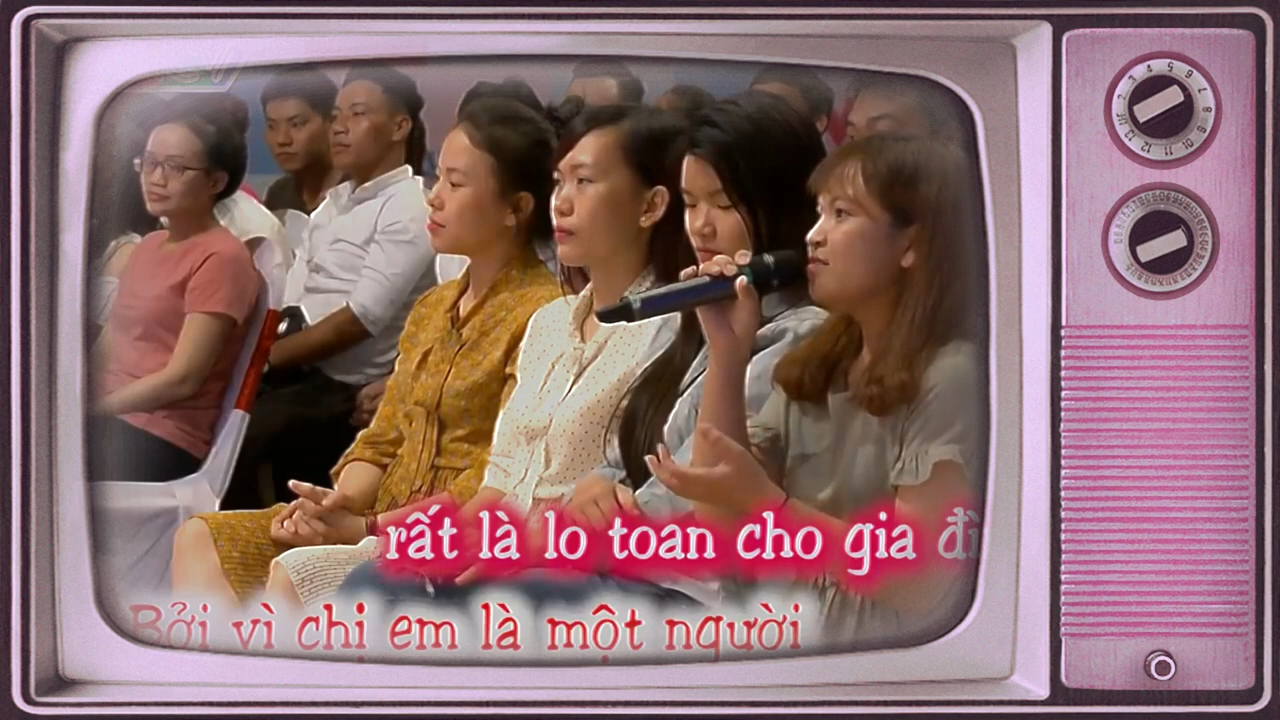 rất là lo toan cho gia đì
Bởi vì chị em là một người